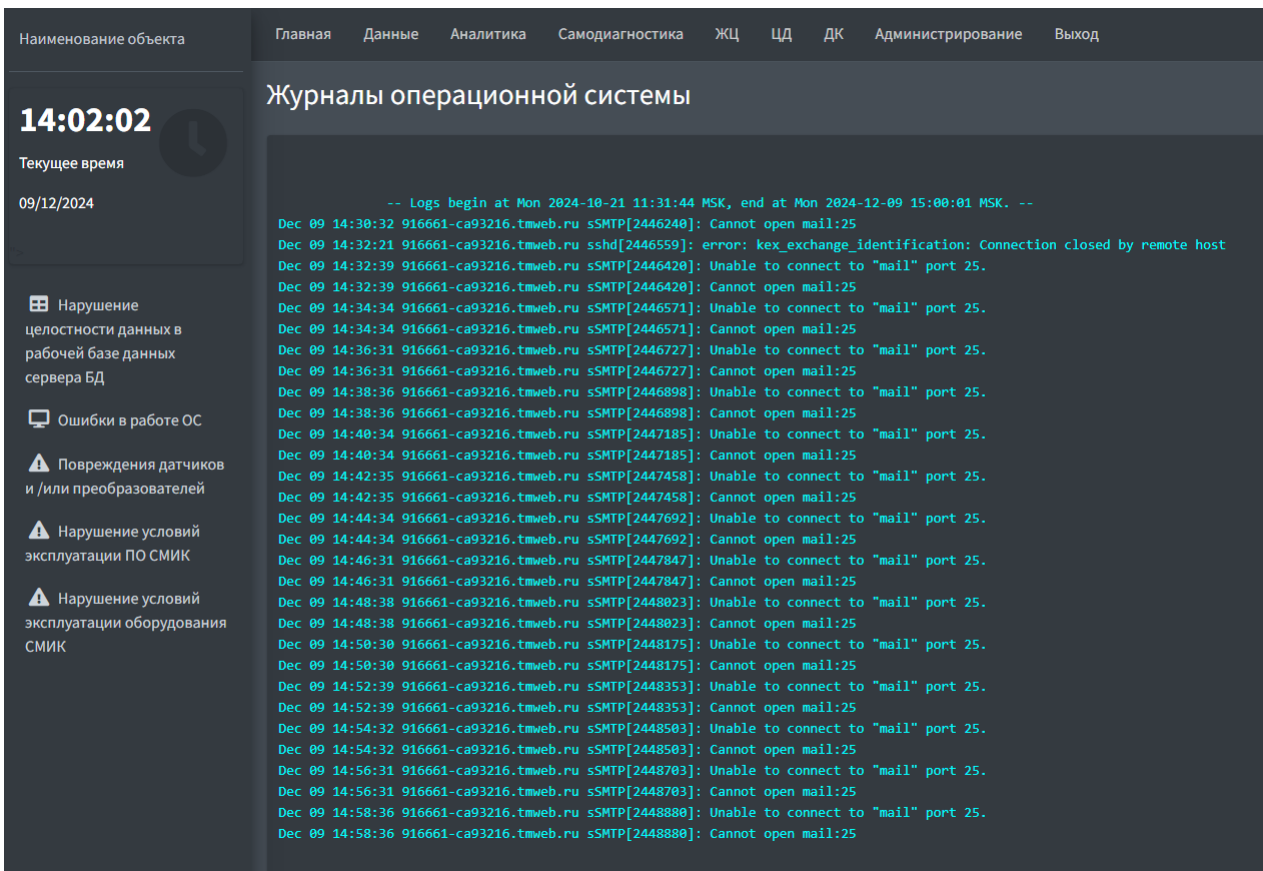 Наименование объекта
Главная Данные Аналитика Самодиагностика ЖЦ ЦД ДК Администрирование Выход
14:02:02
Текущее время
09/12/2024
Нарушение
целостности данных в
рабочей базе данных
сервера БД
Ошибки в работе ОС
Повреждения датчиков
и /или преобразователей
Нарушение условий
эксплуатации ПО СМИК
Нарушение условий
эксплуатации оборудования
СМИК
Журналы операционной системы
-- Logs begin at Mon 2024-10-21 11:31:44 MSK, end at Mon 2024-12-09 15:00:01 MSK. --
Dec 09 14:30:32 916661-ca93216.tmweb.ru sSMTP[2446240]: Cannot open mail:25
Dec 09 14:32:21 916661-ca93216.tmweb.ru sshd[2446559]: error: kex_exchange_identification: Connection closed by remote host
Dec 09 14:32:39 916661-ca93216.tmweb.ru sSMTP[2446420]: Unable to connect to "mail" port 25.
Dec 09 14:32:39 916661-ca93216.tmweb.ru sSMTP[2446420]: Cannot open mail:25
Dec 09 14:34:34 916661-ca93216.tmweb.ru sSMTP[2446571]: Unable to connect to "mail" port 25.
Dec 09 14:34:34 916661-ca93216.tmweb.ru sSMTP[2446571]: Cannot open mail:25
Dec 09 14:36:31 916661-ca93216.tmweb.ru sSMTP[2446727]: Unable to connect to "mail" port 25.
Dec 09 14:36:31 916661-ca93216.tmweb.ru sSMTP[2446727]: Cannot open mail:25
Dec 09 14:38:36 916661-ca93216.tmweb.ru sSMTP[2446898]: Unable to connect to "mail" port 25.
Dec 09 14:38:36 916661-ca93216.tmweb.ru sSMTP[2446898]: Cannot open mail:25
Dec 09 14:40:34 916661-ca93216.tmweb.ru sSMTP[2447185]: Unable to connect to "mail" port 25.
Dec 09 14:40:34 916661-ca93216.tmweb.ru sSMTP[2447185]: Cannot open mail:25
Dec 09 14:42:35 916661-ca93216.tmweb.ru sSMTP[2447458]: Unable to connect to "mail" port 25.
Dec 09 14:42:35 916661-ca93216.tmweb.ru sSMTP[2447458]: Cannot open mail:25
Dec 09 14:44:34 916661-ca93216.tmweb.ru sSMTP[2447692]: Unable to connect to "mail" port 25.
Dec 09 14:44:34 916661-ca93216.tmweb.ru sSMTP[2447692]: Cannot open mail:25
Dec 09 14:46:31 916661-ca93216.tmweb.ru sSMTP[2447847]: Unable to connect to "mail" port 25.
Dec 09 14:46:31 916661-ca93216.tmweb.ru sSMTP[2447847]: Cannot open mail:25
Dec 09 14:48:38 916661-ca93216.tmweb.ru sSMTP[2448023]: Unable to connect to "mail" port 25.
Dec 09 14:48:38 916661-ca93216.tmweb.ru sSMTP[2448023]: Cannot open mail:25
Dec 09 14:50:30 916661-ca93216.tmweb.ru sSMTP[2448175]: Unable to connect to "mail" port 25.
Dec 09 14:50:30 916661-ca93216.tmweb.ru sSMTP[2448175]: Cannot open mail:25
Dec 09 14:52:39 916661-ca93216.tmweb.ru sSMTP[2448353]: Unable to connect to "mail" port 25.
Dec 09 14:52:39 916661-ca93216.tmweb.ru sSMTP[2448353]: Cannot open mail:25
Dec 09 14:54:32 916661-ca93216.tmweb.ru sSMTP[2448503]: Unable to connect to "mail" port 25.
Dec 09 14:54:32 916661-ca93216.tmweb.ru sSMTP[2448503]: Cannot open mail:25
Dec 09 14:56:31 916661-ca93216.tmweb.ru sSMTP[2448703]: Unable to connect to "mail" port 25.
Dec 09 14:56:31 916661-ca93216.tmweb.ru sSMTP[2448703]: Cannot open mail:25
Dec 09 14:58:36 916661-ca93216.tmweb.ru sSMTP[2448880]: Unable to connect to "mail" port 25.
Dec 09 14:58:36 916661-ca93216.tmweb.ru sSMTP[2448880]: Cannot open mail:25